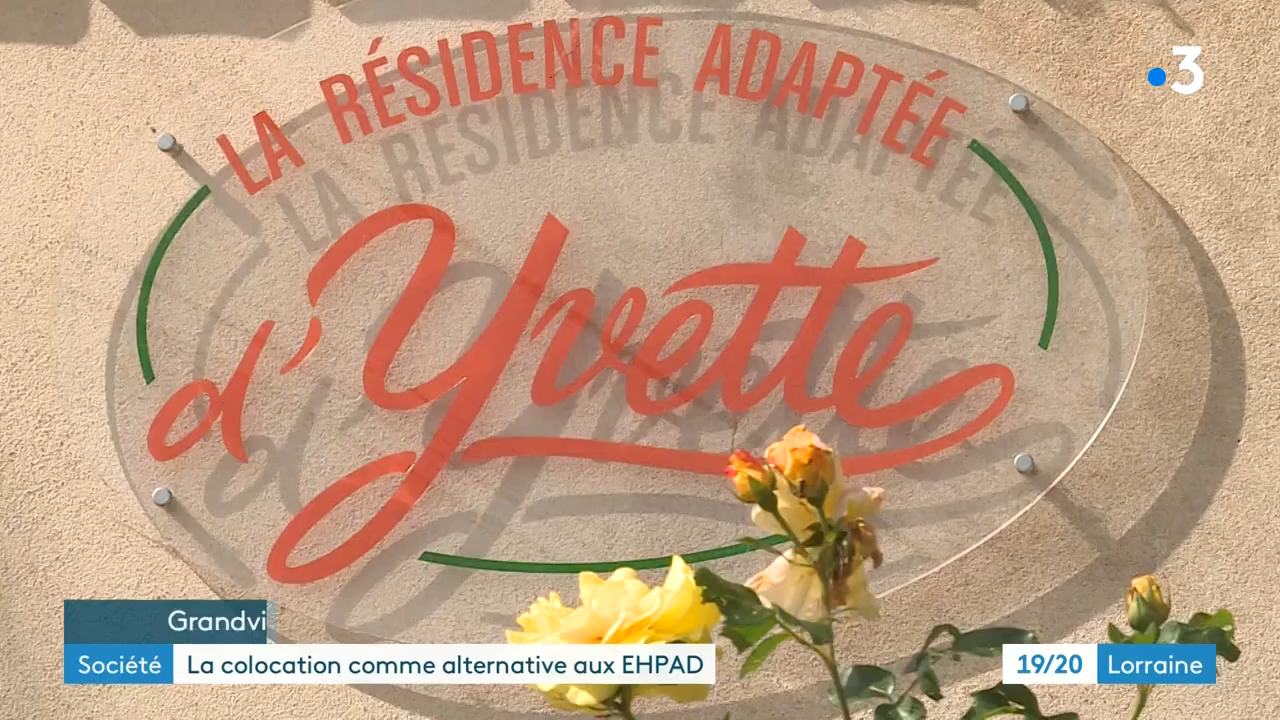 LA RÉSIDENCE ADAPTÉE
d'Yvette
3
Grandvi
Société La colocation comme alternative aux EHPAD
19/20 Lorraine